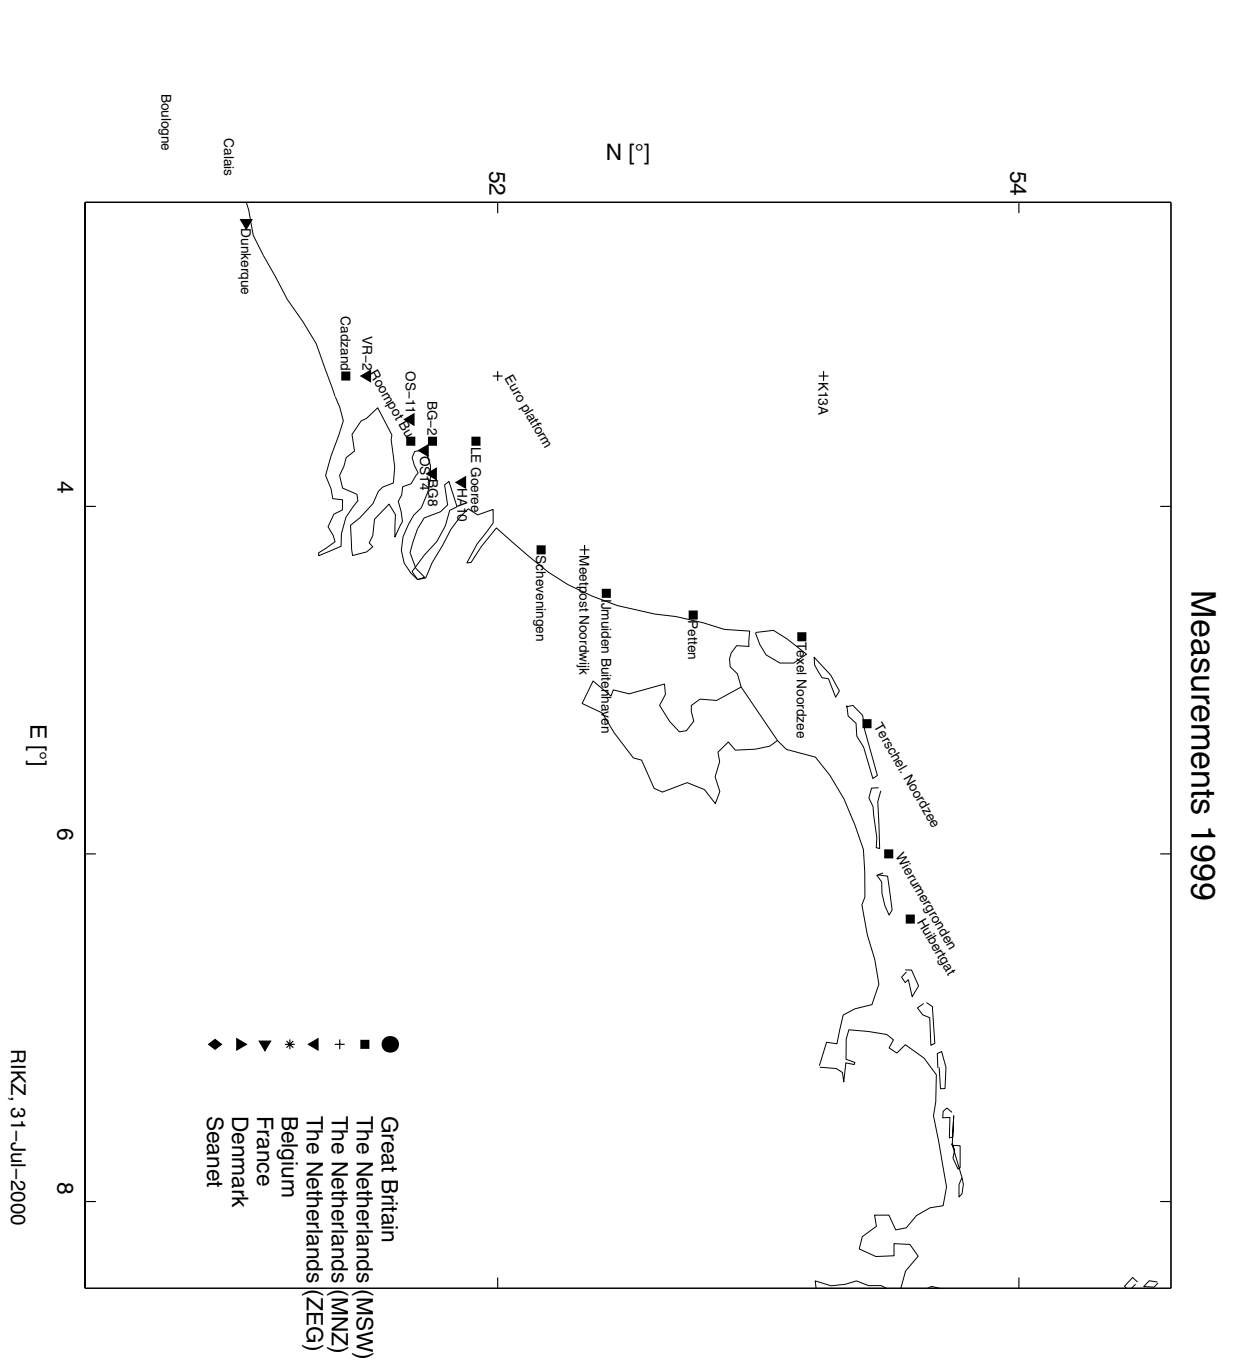 Measurements 1999
N [°]
54
52
4
6
8
E [°]
Boulogne
Calais
Dunkerque
Cadzand
VR−2
Roompot Bu
OS−11
BG−2
OS14
BG8
HA10
LE Goeree
Euro platform
K13A
Scheveningen
Meetpost Noordwijk
IJmuiden Buitenhaven
Petten
Texel Noordzee
Terschel. Noordzee
Wierumergronden
Huibertgat
Great Britain
The Netherlands (MSW)
The Netherlands (MNZ)
The Netherlands (ZEG)
Belgium
France
Denmark
Seanet
RIKZ, 31−Jul−2000